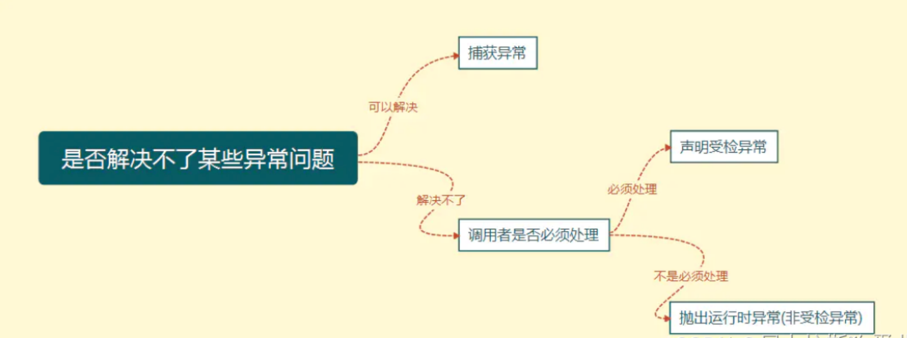 捕获异常
可以解决
是否解决不了某些异常问题
声明受检异常
必须处理
解决不了
调用者是否必须处理
不是必须处理
抛出运行时异常(非受检异常)